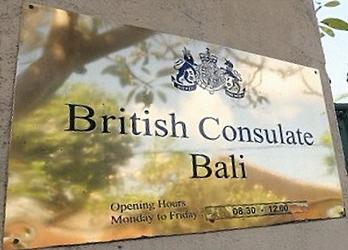 British Consulate
Bali
Opening Hours
Monday to Friday 08.30 - 12.00